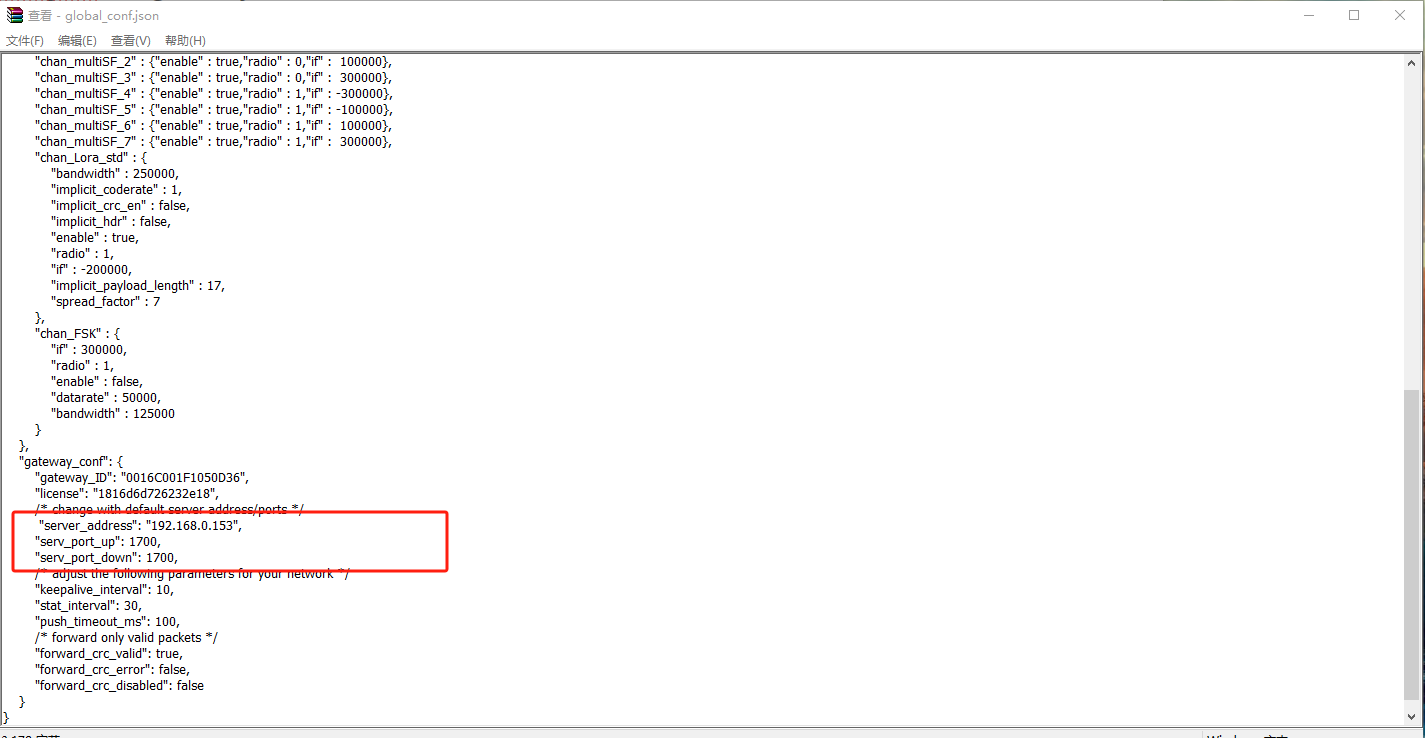 查看 - global_conf.json
文件(F) 编辑(E) 查看(V) 帮助(H)
"chan_multiSF_2" : {"enable" : true,"radio" : 0,"if" :  100000},
"chan_multiSF_3" : {"enable" : true,"radio" : 0,"if" :  300000},
"chan_multiSF_4" : {"enable" : true,"radio" : 1,"if" : -300000},
"chan_multiSF_5" : {"enable" : true,"radio" : 1,"if" : -100000},
"chan_multiSF_6" : {"enable" : true,"radio" : 1,"if" :  100000},
"chan_multiSF_7" : {"enable" : true,"radio" : 1,"if" :  300000},
"chan_Lora_std" : {
"bandwidth" : 250000,
"implicit_coderate" : 1,
"implicit_crc_en" : false,
"implicit_hdr" : false,
"enable" : true,
"radio" : 1,
"if" : -200000,
"implicit_payload_length" : 17,
"spread_factor" : 7
},
"chan_FSK" : {
"if" : 300000,
"radio" : 1,
"enable" : false,
"datarate" : 50000,
"bandwidth" : 125000
}
},
"gateway_conf": {
"gateway_ID": "0016C001F1050D36",
"license": "1816d6d726232e18",
/* change with default server address/ports */
"server_address": "192.168.0.153",
"serv_port_up": 1700,
"serv_port_down": 1700,
/* adjust the following parameters for your network */
"keepalive_interval": 10,
"stat_interval": 30,
"push_timeout_ms": 100,
/* forward only valid packets */
"forward_crc_valid": true,
"forward_crc_error": false,
"forward_crc_disabled": false
}
}